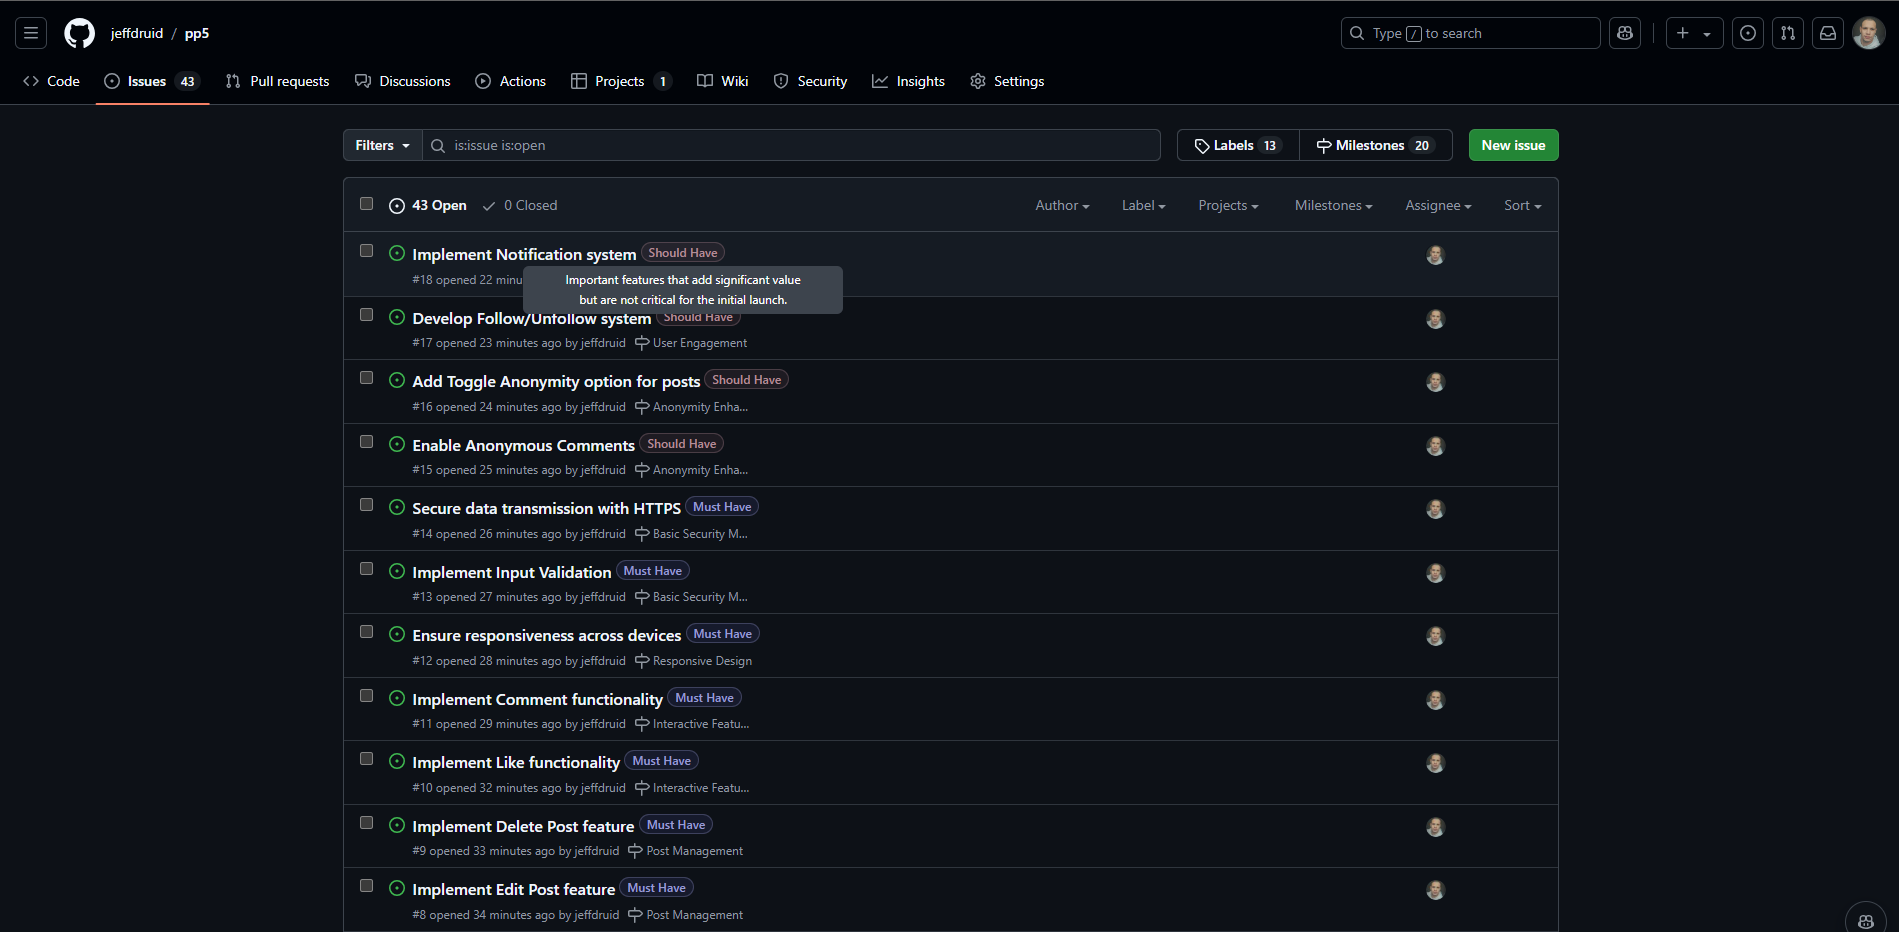 jeffdruid / pp5
Type / to search
Code
Issues 43
Pull requests
Discussions
Actions
Projects 1
Wiki
Security
Insights
Settings
Filters
is:issue is:open
Labels 13
Milestones 20
New issue
43 Open
0 Closed
Author
Label
Projects
Milestones
Assignee
Sort
Implement Notification system Should Have
#18 opened 22 minu
Important features that add significant value
but are not critical for the initial launch.
Develop Follow/Unfollow system Should Have
#17 opened 23 minutes ago by jeffdruid User Engagement
Add Toggle Anonymity option for posts Should Have
#16 opened 24 minutes ago by jeffdruid Anonymity Enha...
Enable Anonymous Comments Should Have
#15 opened 25 minutes ago by jeffdruid Anonymity Enha...
Secure data transmission with HTTPS Must Have
#14 opened 26 minutes ago by jeffdruid Basic Security M...
Implement Input Validation Must Have
#13 opened 27 minutes ago by jeffdruid Basic Security M...
Ensure responsiveness across devices Must Have
#12 opened 28 minutes ago by jeffdruid Responsive Design
Implement Comment functionality Must Have
#11 opened 29 minutes ago by jeffdruid Interactive Featu...
Implement Like functionality Must Have
#10 opened 32 minutes ago by jeffdruid Interactive Featu...
Implement Delete Post feature Must Have
#9 opened 33 minutes ago by jeffdruid Post Management
Implement Edit Post feature Must Have
#8 opened 34 minutes ago by jeffdruid Post Management